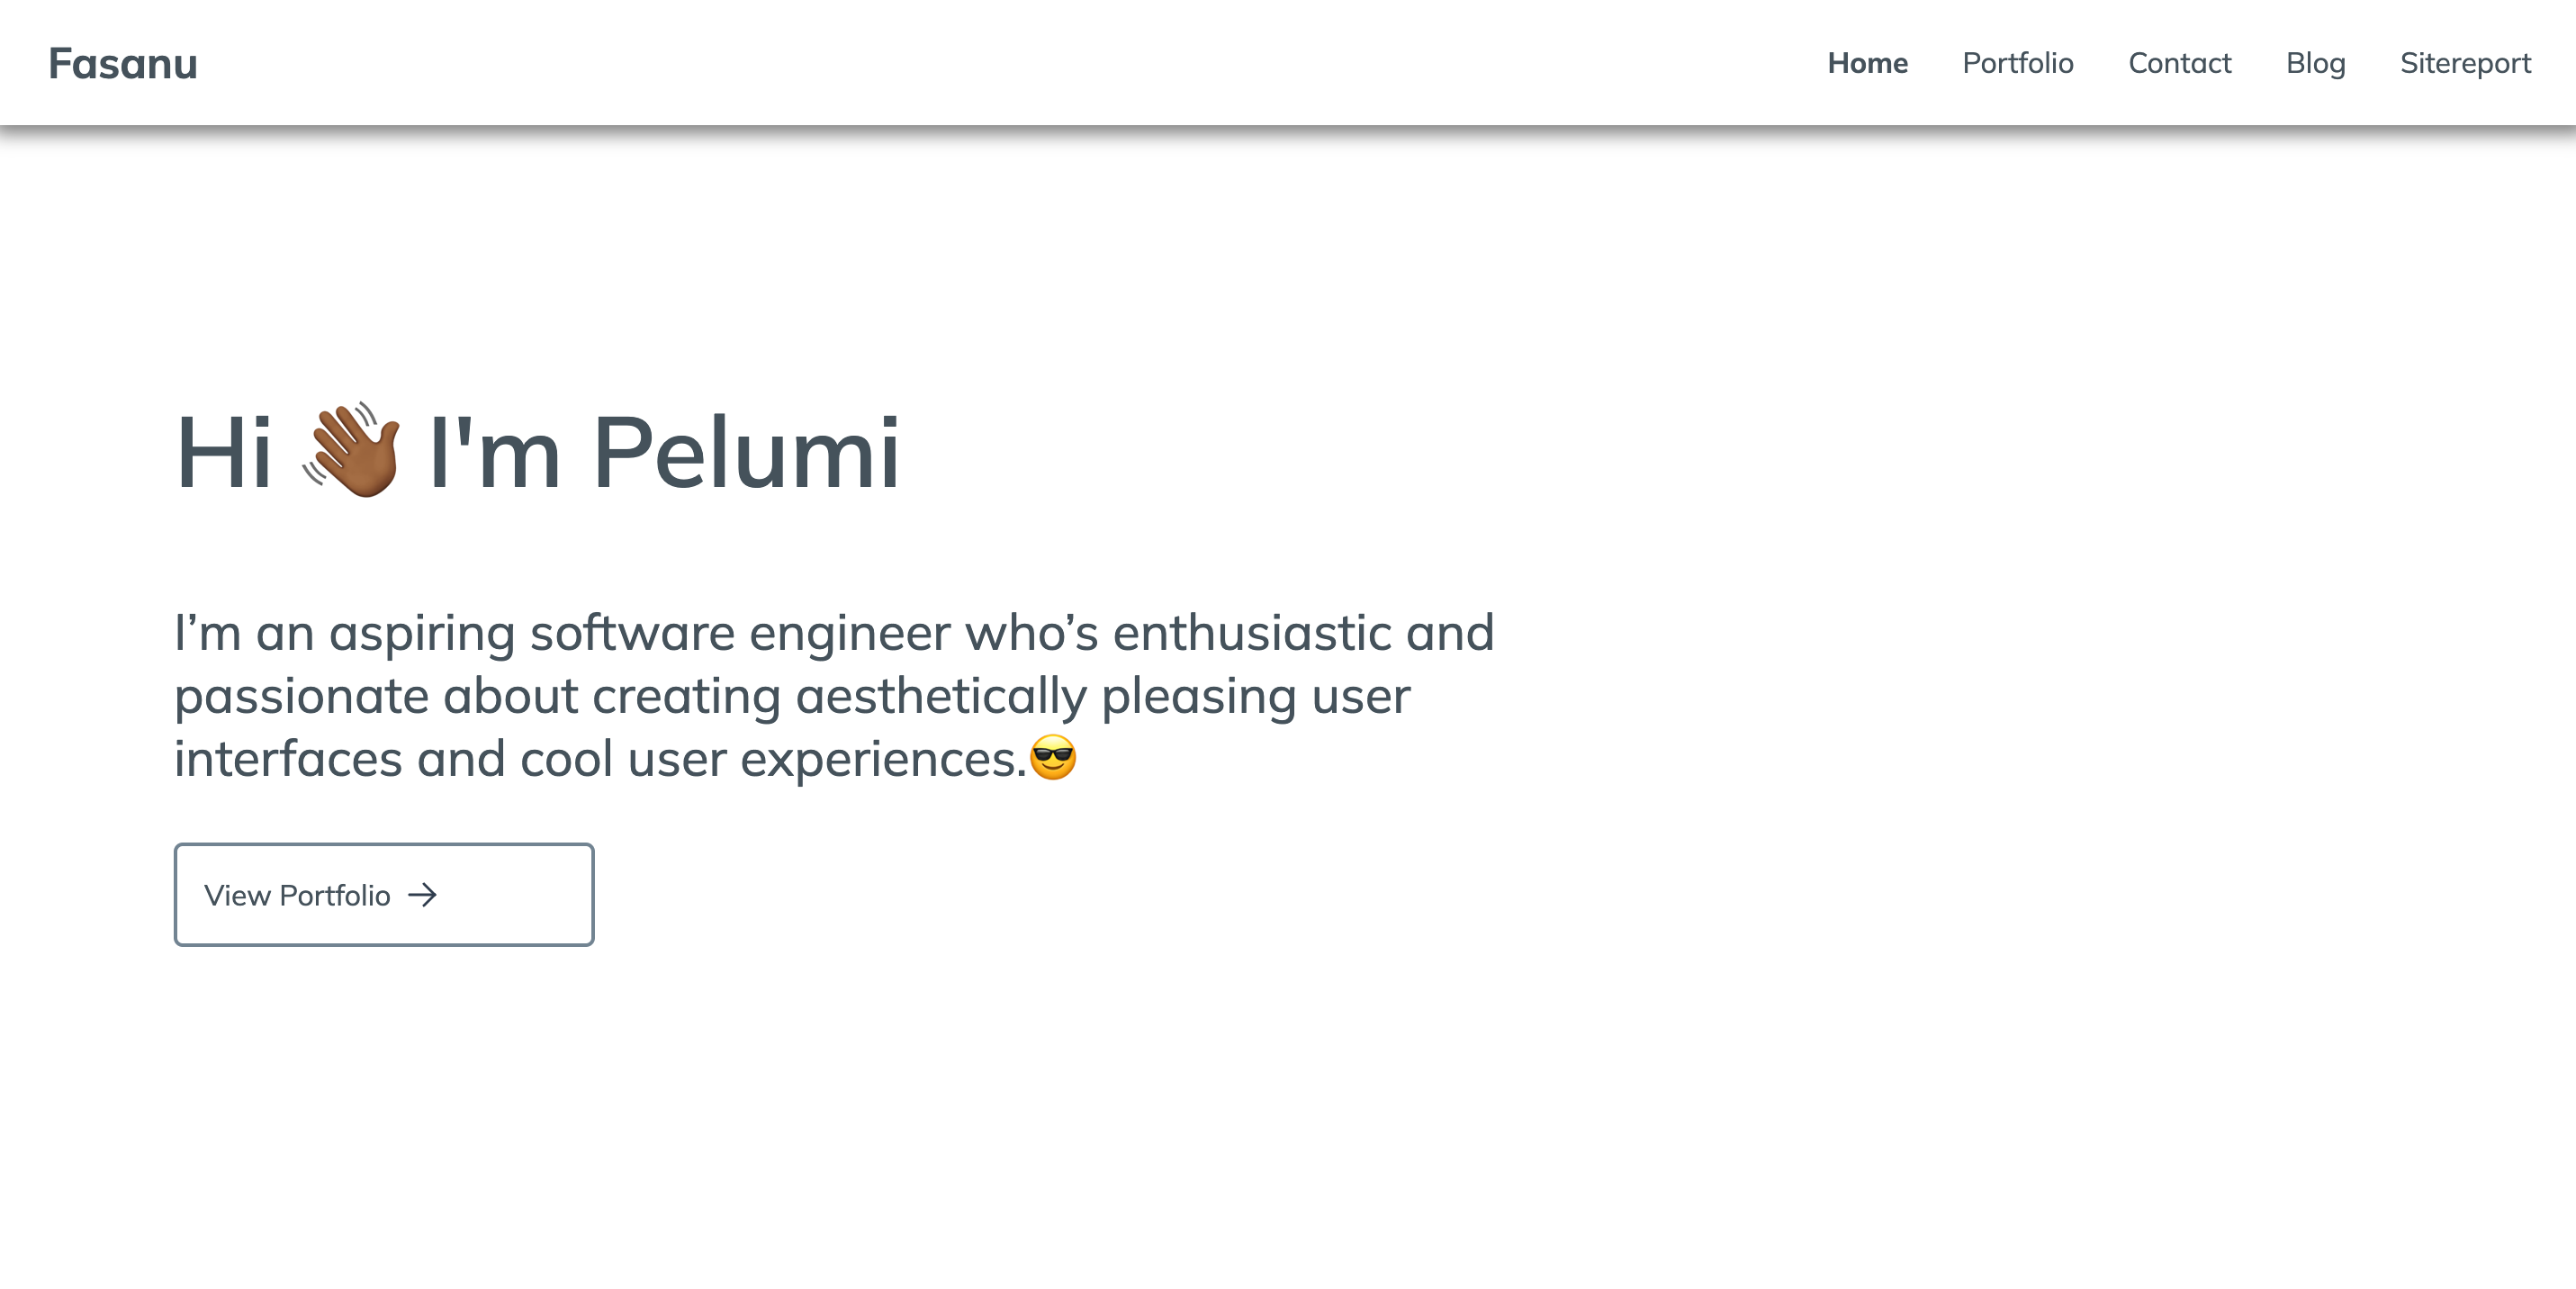 Fasanu
Home Portfolio Contact Blog Sitereport
Hi 👋🏾 I'm Pelumi
I’m an aspiring software engineer who’s enthusiastic and
passionate about creating aesthetically pleasing user
interfaces and cool user experiences.😎
View Portfolio →